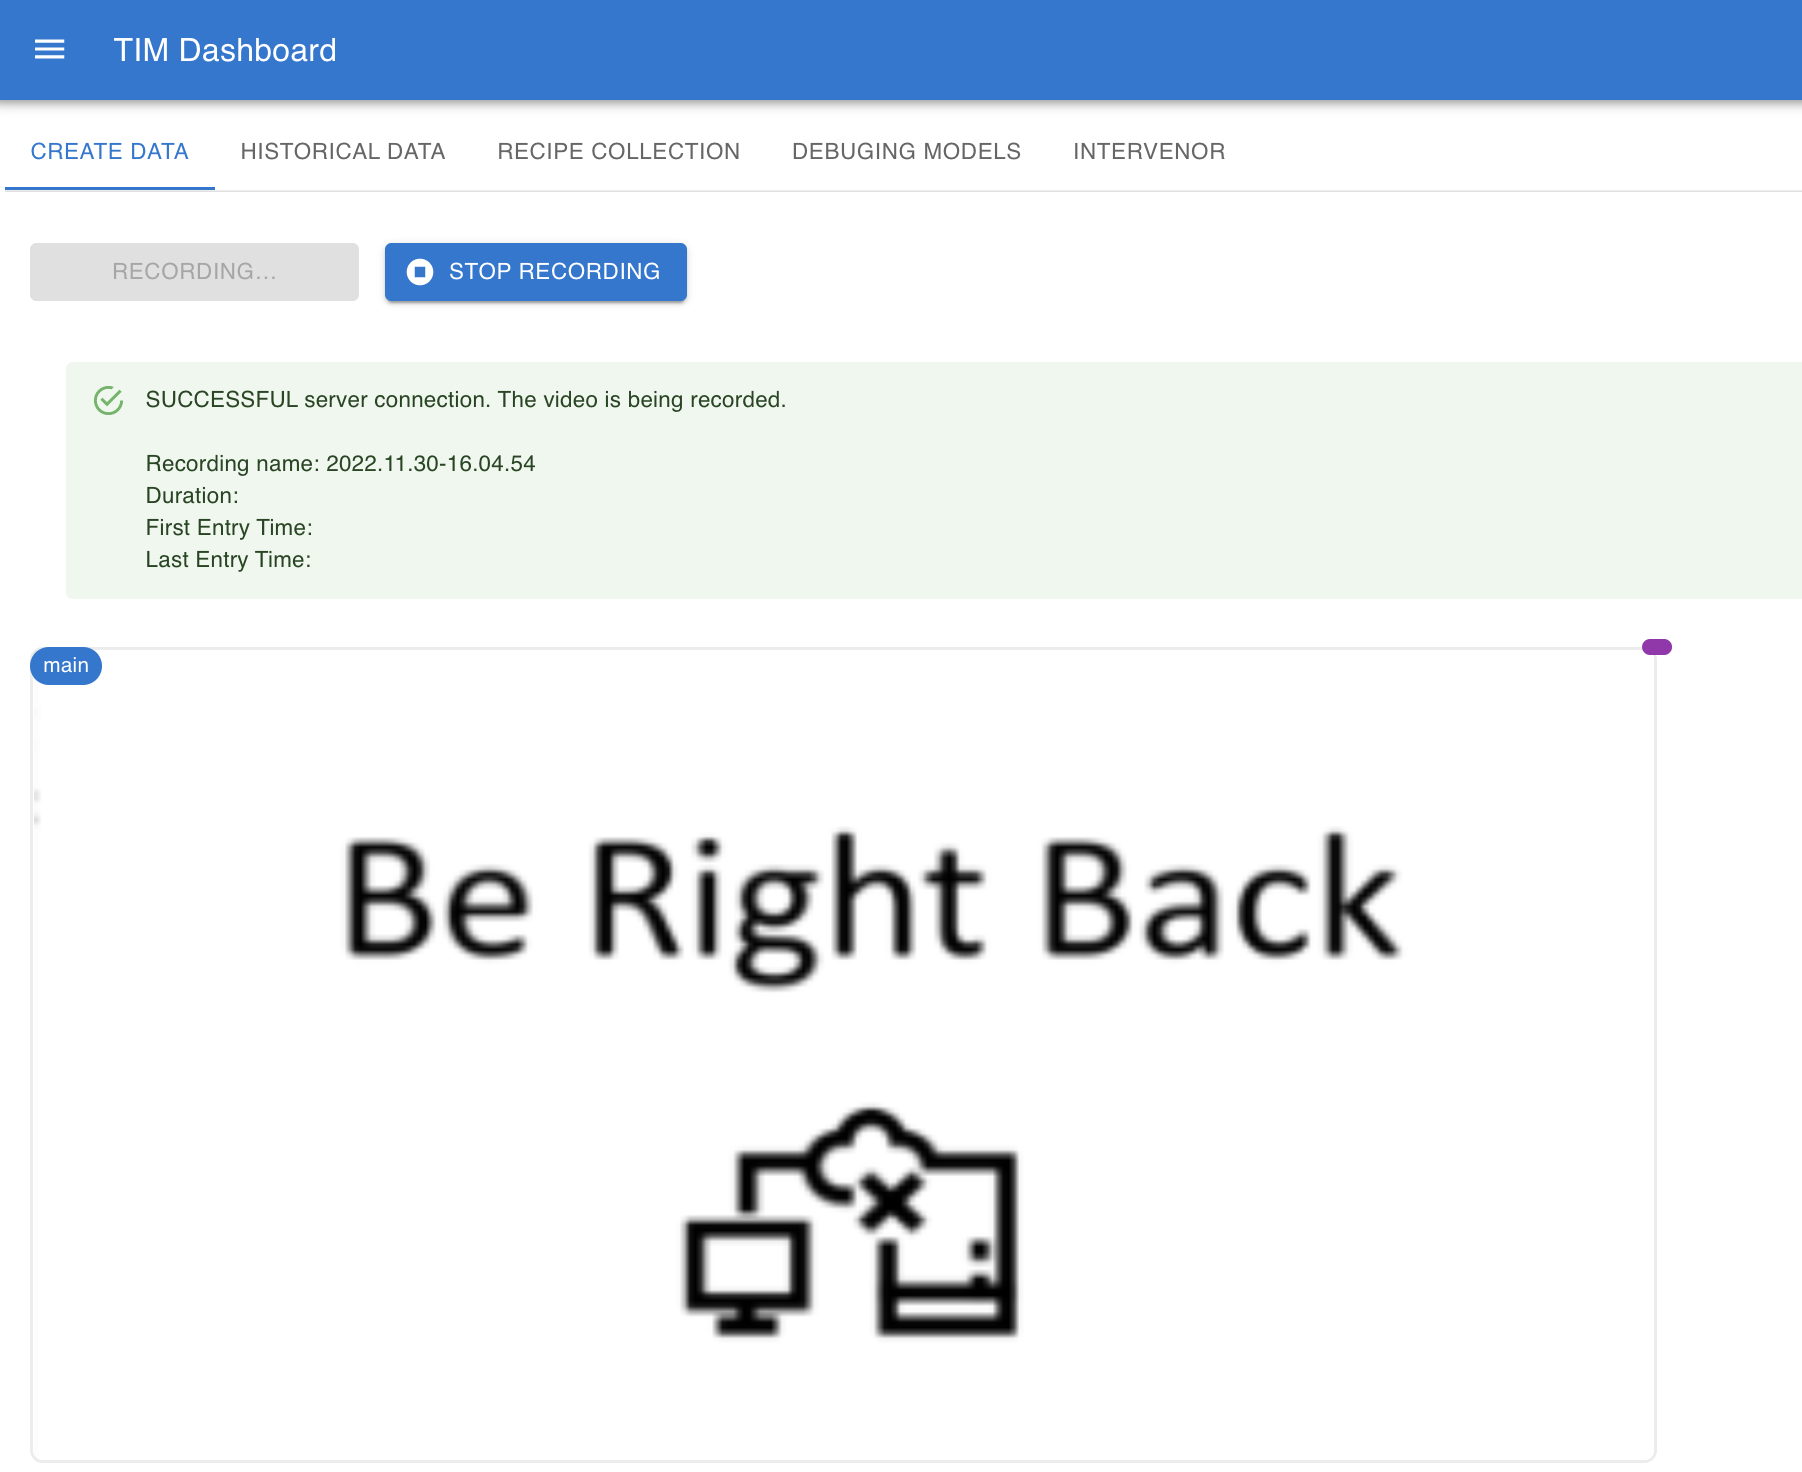 TIM Dashboard
CREATE DATA HISTORICAL DATA RECIPE COLLECTION DEBUGING MODELS INTERVENOR
RECORDING... STOP RECORDING
SUCCESSFUL server connection. The video is being recorded.
Recording name: 2022.11.30-16.04.54
Duration:
First Entry Time:
Last Entry Time:
main
Be Right Back